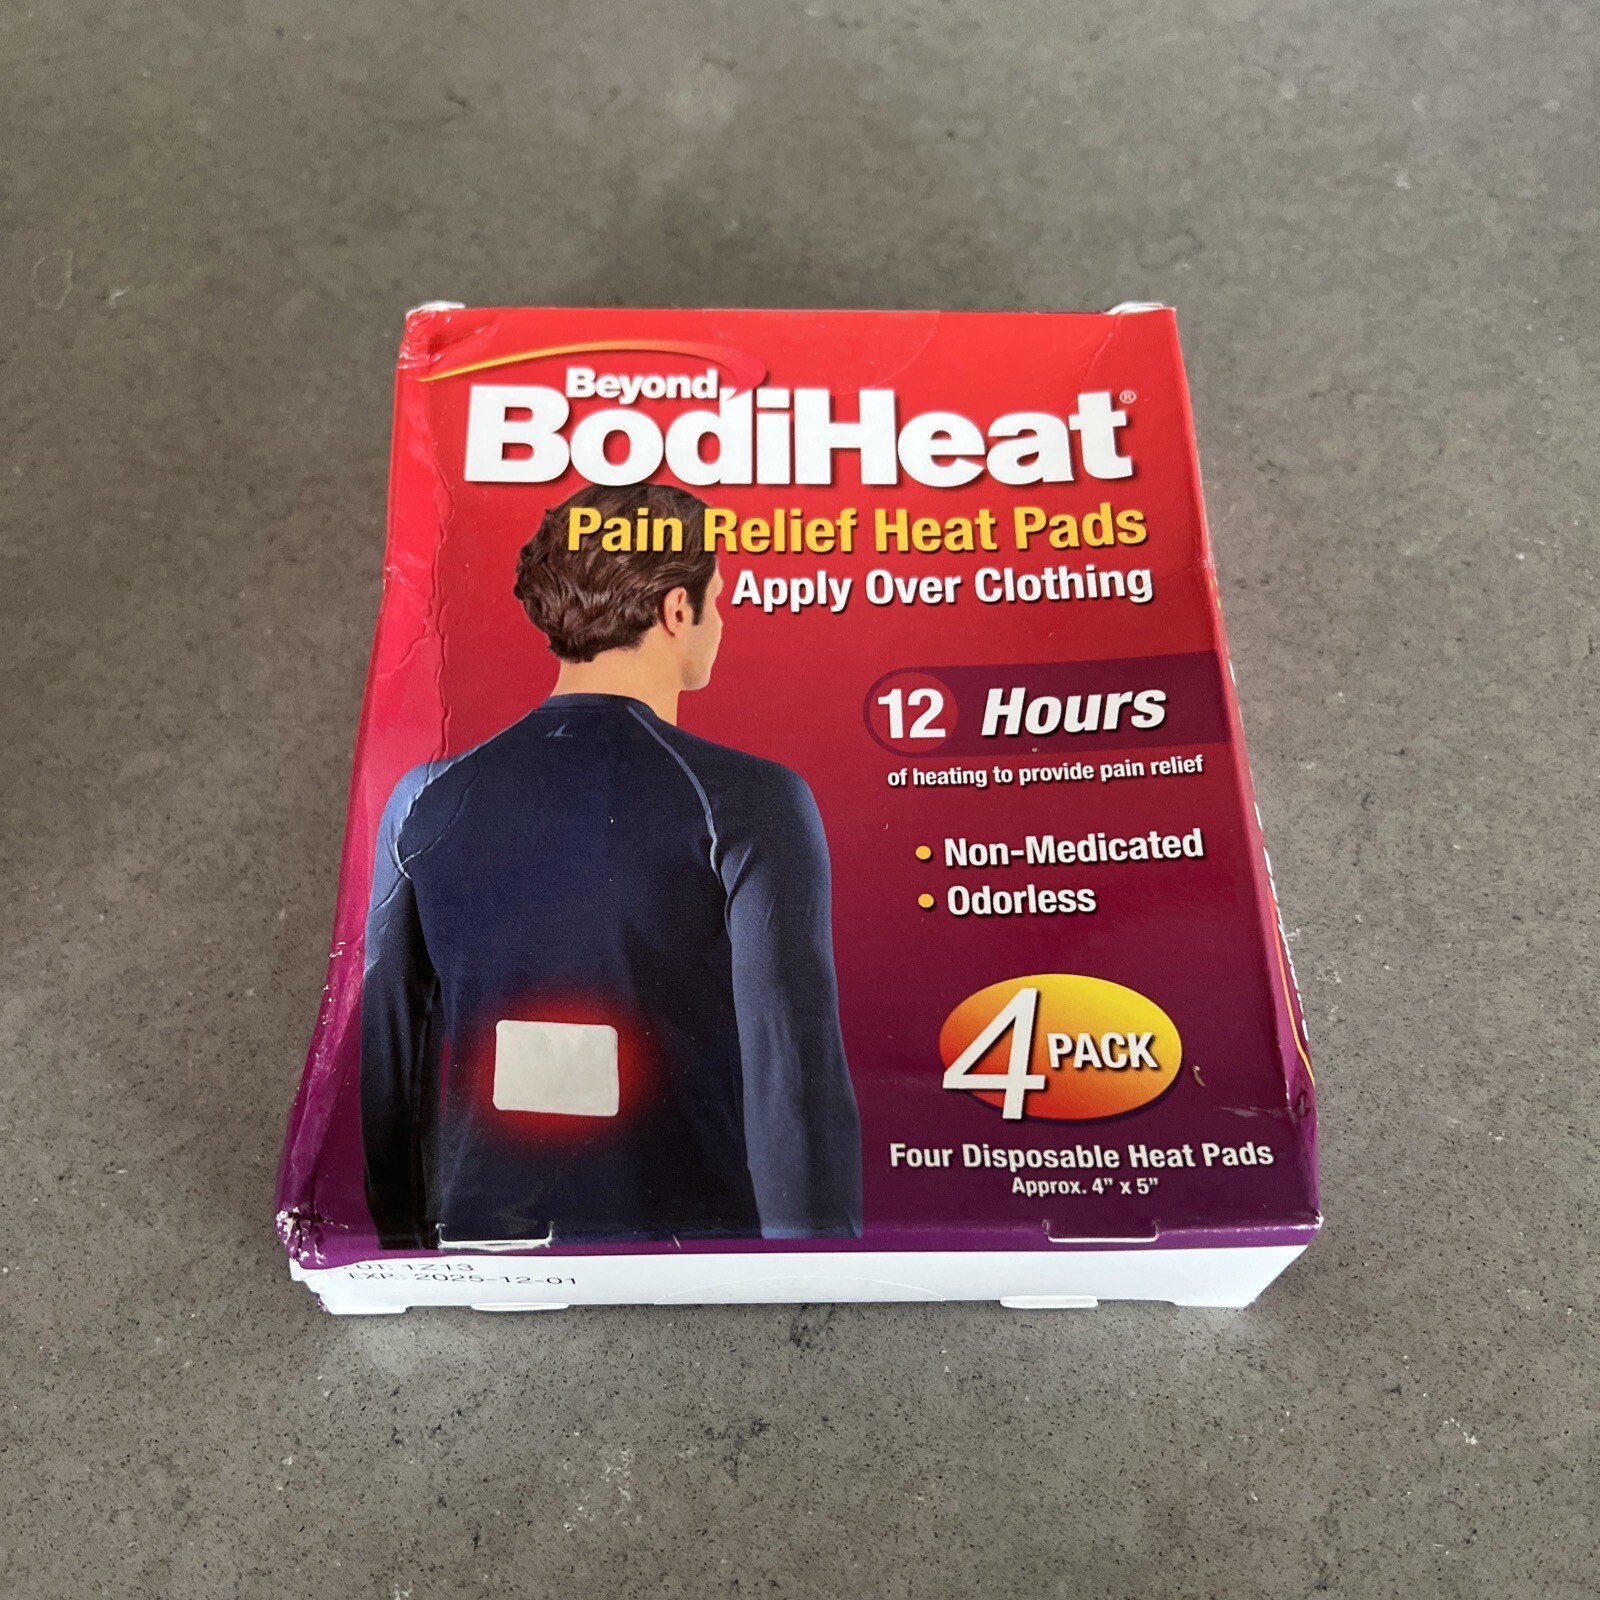 Beyond
BodiHeat®
Pain Relief Heat Pads
Apply Over Clothing
12 Hours
of heating to provide pain relief
• Non-Medicated
• Odorless
4 PACK
Four Disposable Heat Pads
Approx. 4” x 5”
1Z13
EXP.: 2025-12-01